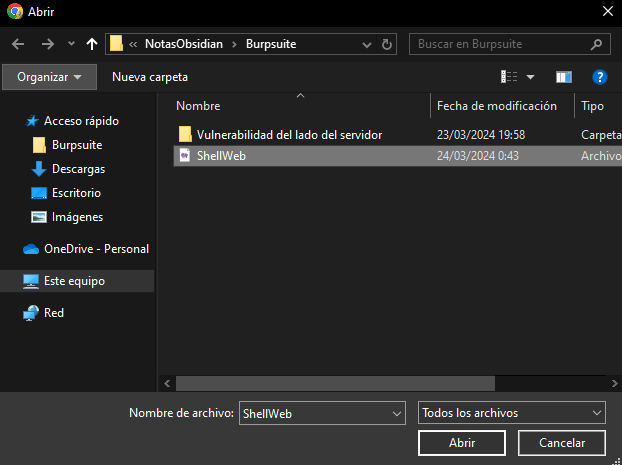 Abrir
« NotasObsidian > Burpsuite
Buscar en Burpsuite
Organizar Nueva carpeta
Nombre Fecha de modificación Tipo
Acceso rápido
Burpsuite
Descargas
Escritorio
Imágenes
OneDrive - Personal
Este equipo
Red
Vulnerabilidad del lado del servidor 23/03/2024 19:58 Carpeta
ShellWeb 24/03/2024 0:43 Archivo
Nombre de archivo: ShellWeb Todos los archivos
Abrir Cancelar